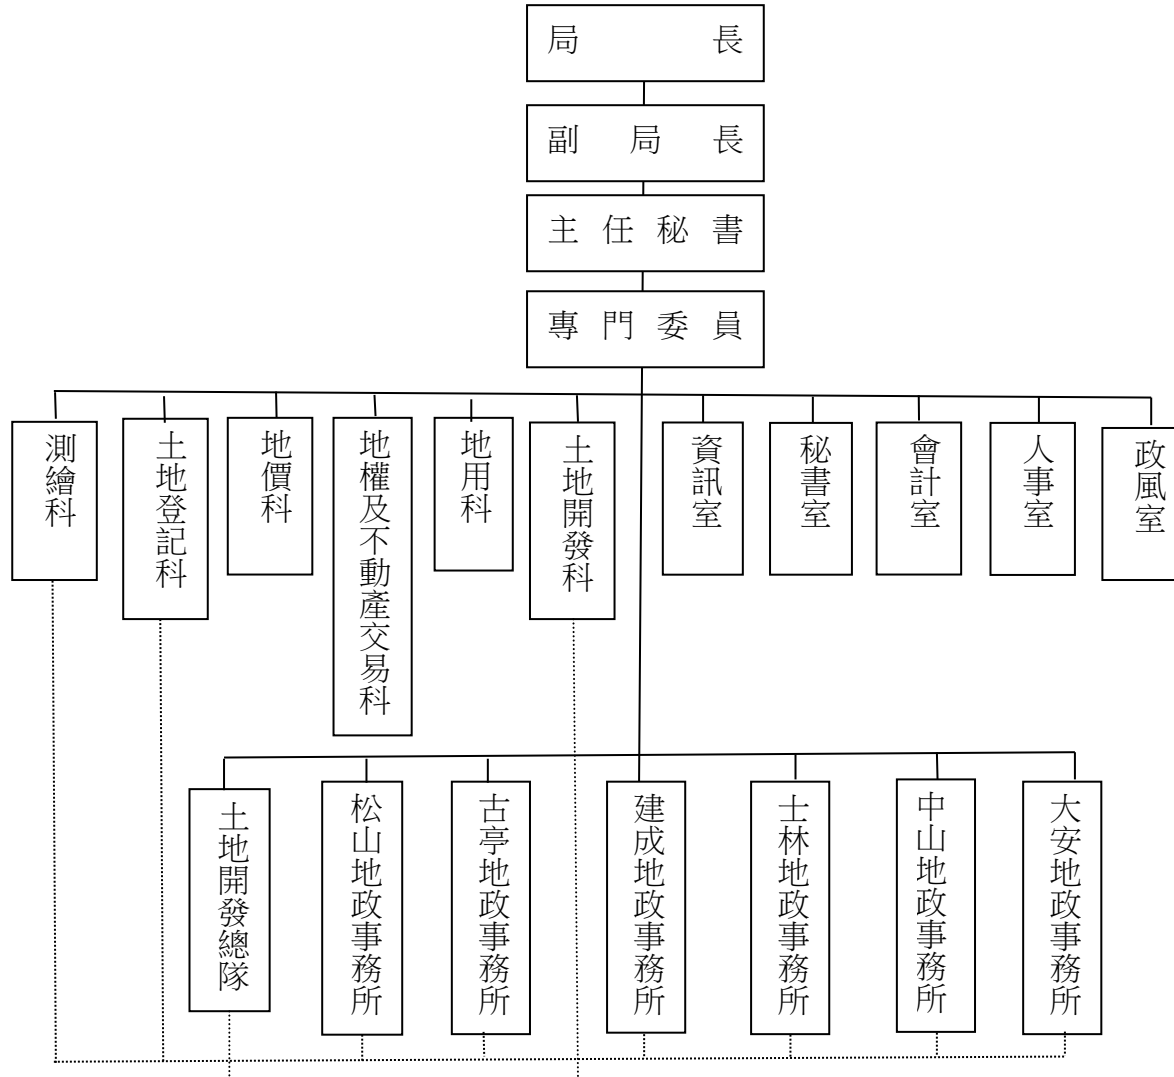 局長
副局長
主任秘書
專門委員
測繪科
土地登記科
地價科
地權及不動產交易科
地用科
土地開發科
資訊室
秘書室
會計室
人事室
政風室
土地開發總隊
松山地政事務所
古亭地政事務所
建成地政事務所
士林地政事務所
中山地政事務所
大安地政事務所